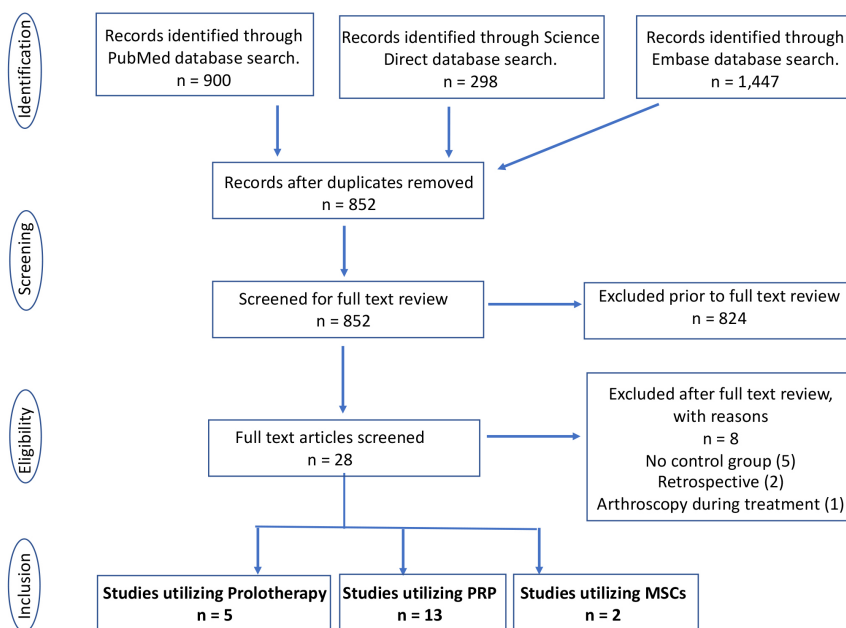 Identification
Records identified through
PubMed database search.
n = 900
Records identified through Science
Direct database search.
n = 298
Records identified through
Embase database search.
n = 1,447
Records after duplicates removed
n = 852
Screening
Screened for full text review
n = 852
Excluded prior to full text review
n = 824
Eligibility
Full text articles screened
n = 28
Excluded after full text review,
with reasons
n = 8
No control group (5)
Retrospective (2)
Arthroscopy during treatment (1)
Inclusion
Studies utilizing Prolotherapy
n = 5
Studies utilizing PRP
n = 13
Studies utilizing MSCs
n = 2